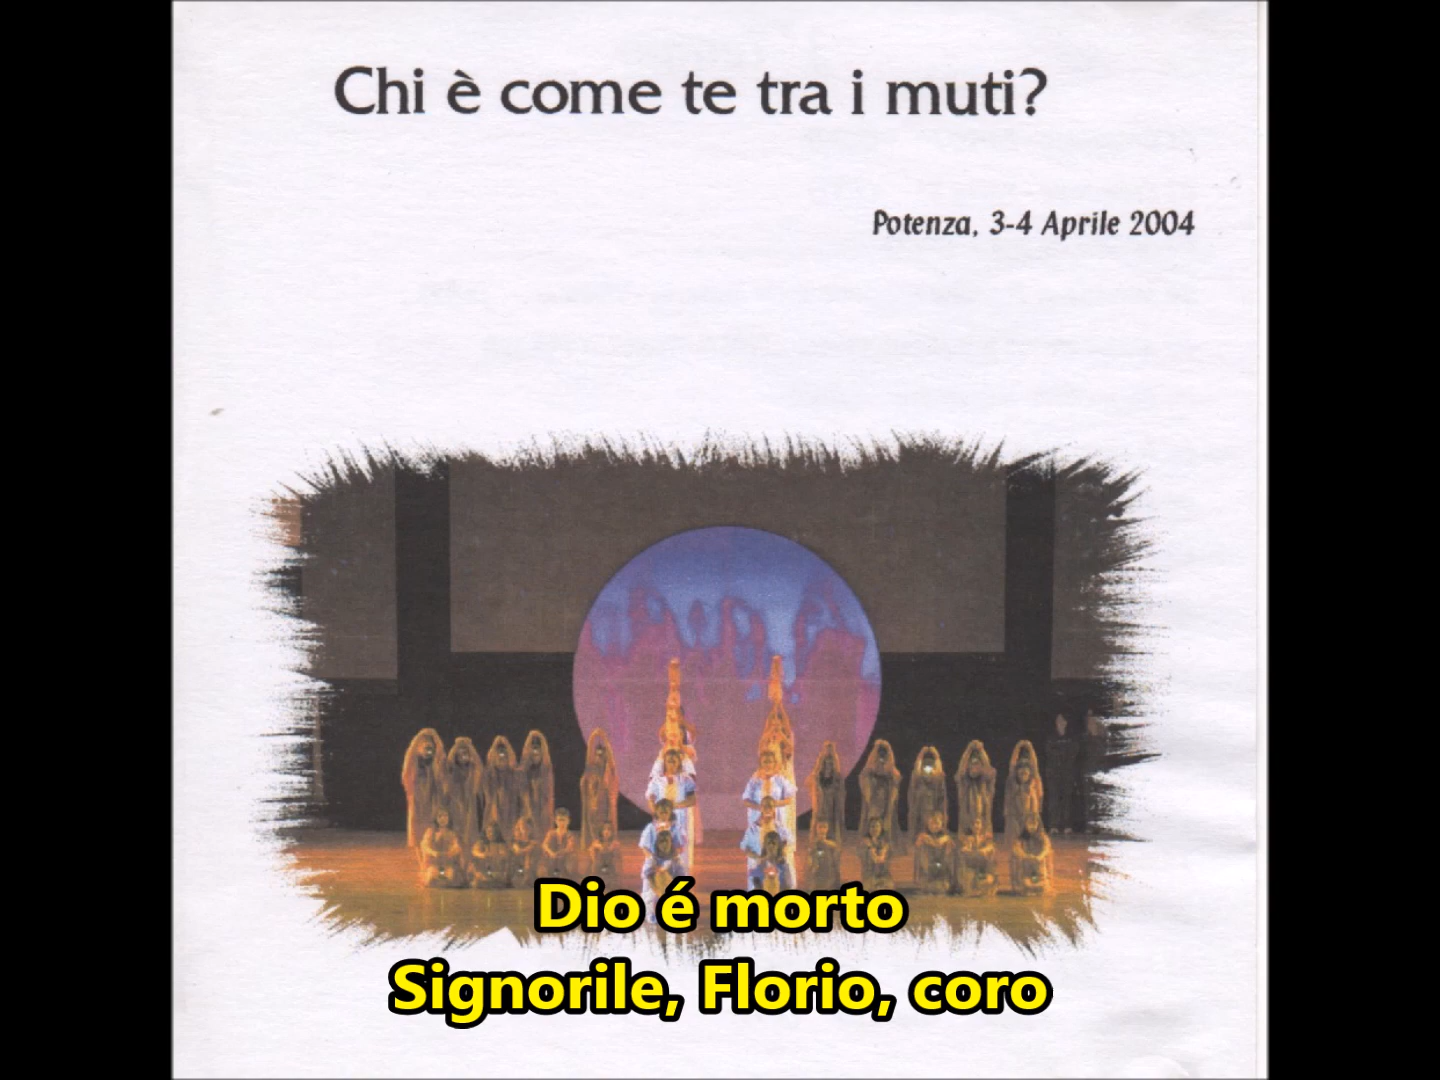 Chi è come te tra i muti?
Potenza, 3-4 Aprile 2004
Dio é morto
Signorile, Florio, coro